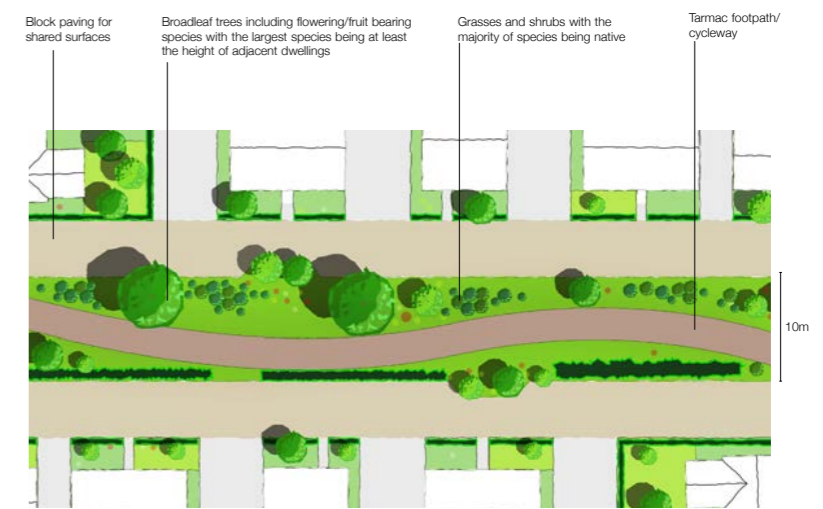 Block paving for
shared surfaces
Broadleaf trees including flowering/fruit bearing
species with the largest species being at least
the height of adjacent dwellings
Grasses and shrubs with the
majority of species being native
Tarmac footpath/
cycleway
10m